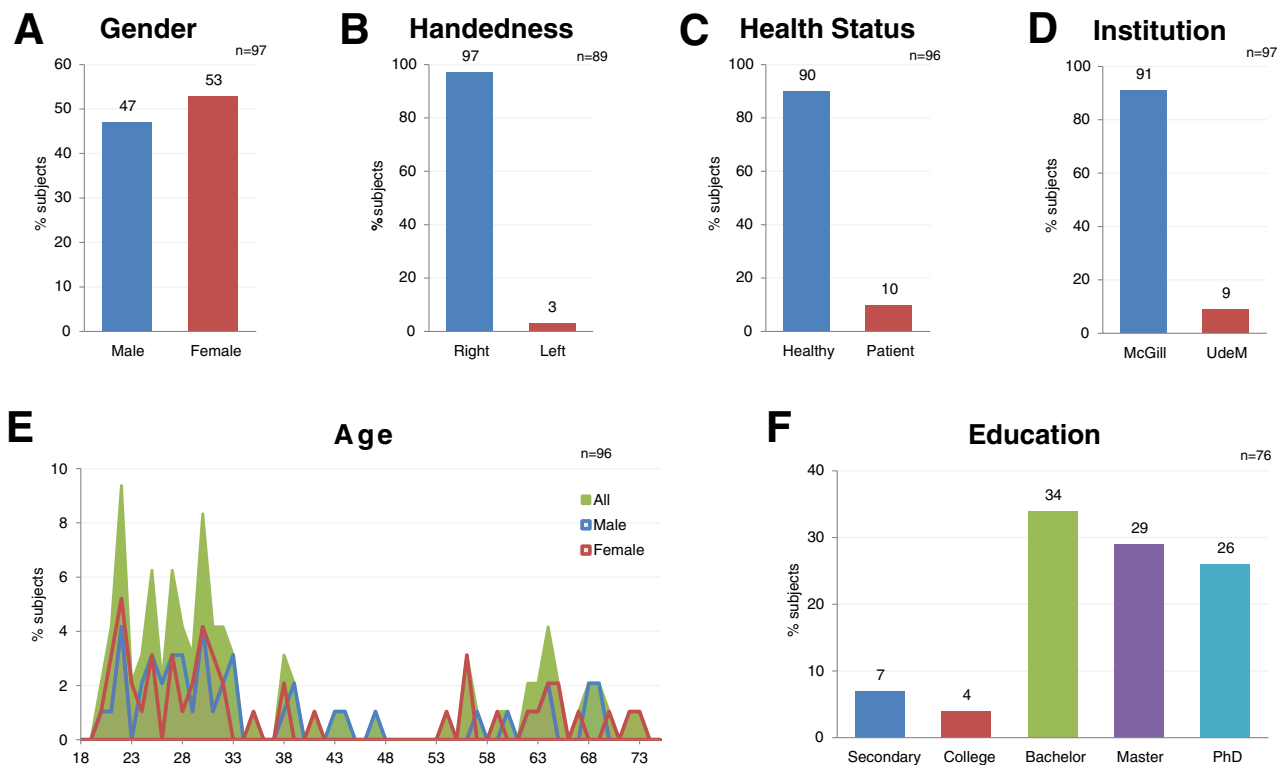 A Gender
n=97
60
50
40
30
20
10
0
% subjects
47
53
Male Female
B Handedness
n=89
100
80
60
40
20
0
%subjects
97
3
Right Left
C Health Status
n=96
100
80
60
40
20
0
% subjects
90
10
Healthy Patient
D Institution
n=97
100
80
60
40
20
0
% subjects
91
9
McGill UdeM
E Age
n=96
10
8
6
4
2
0
% subjects
All
Male
Female
18 23 28 33 38 43 48 53 58 63 68 73
F Education
n=76
40
30
20
10
0
% subjects
7
4
34
29
26
Secondary College Bachelor Master PhD